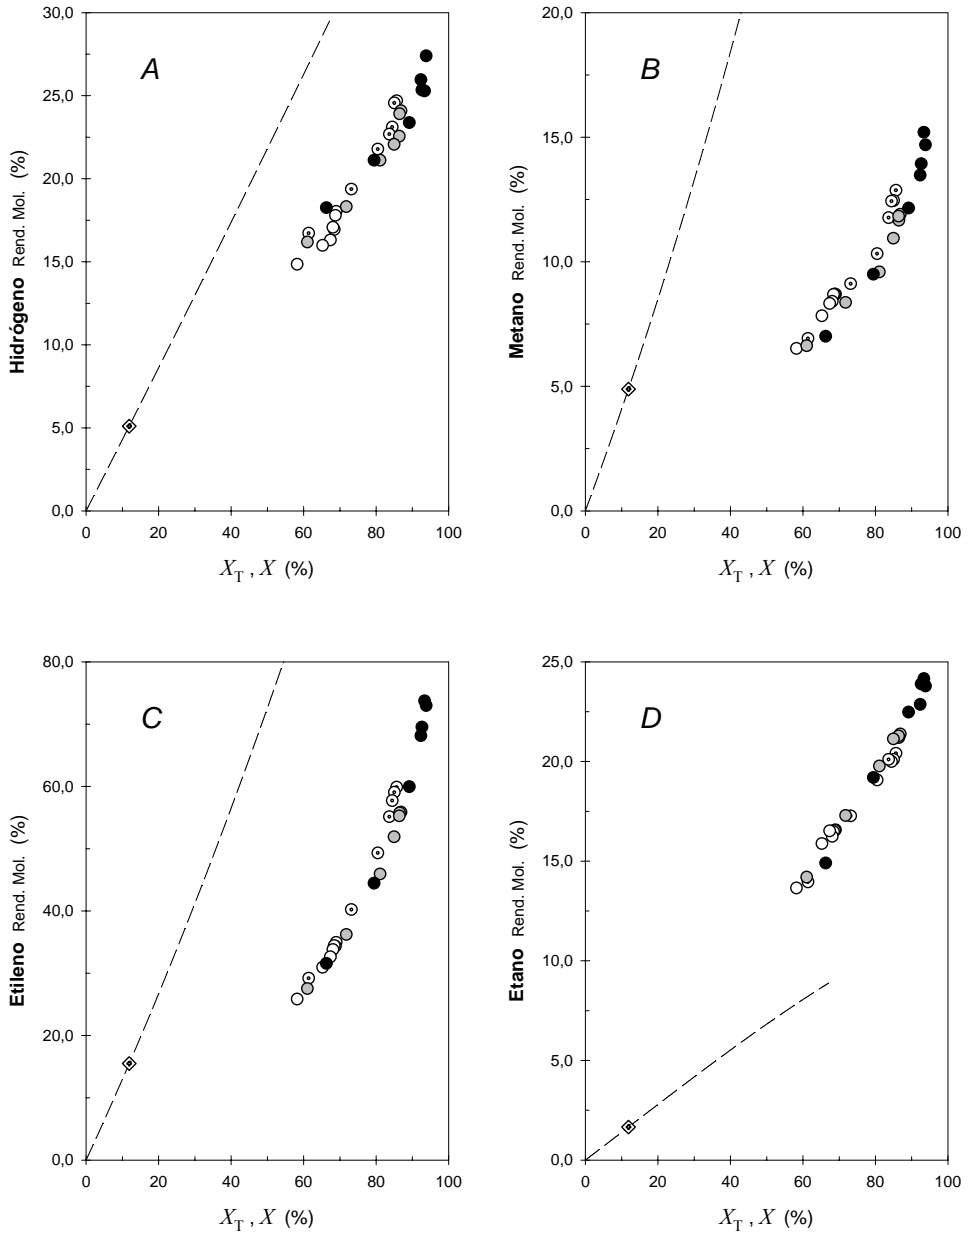 30,0
25,0
20,0
15,0
10,0
5,0
0,0
0 20 40 60 80 100
A
Hidrógeno Rend. Mol. (%)
X_T , X (%)
20,0
15,0
10,0
5,0
0,0
0 20 40 60 80 100
B
Metano Rend. Mol. (%)
X_T , X (%)
80,0
60,0
40,0
20,0
0,0
0 20 40 60 80 100
C
Etileno Rend. Mol. (%)
X_T , X (%)
25,0
20,0
15,0
10,0
5,0
0,0
0 20 40 60 80 100
D
Etano Rend. Mol. (%)
X_T , X (%)